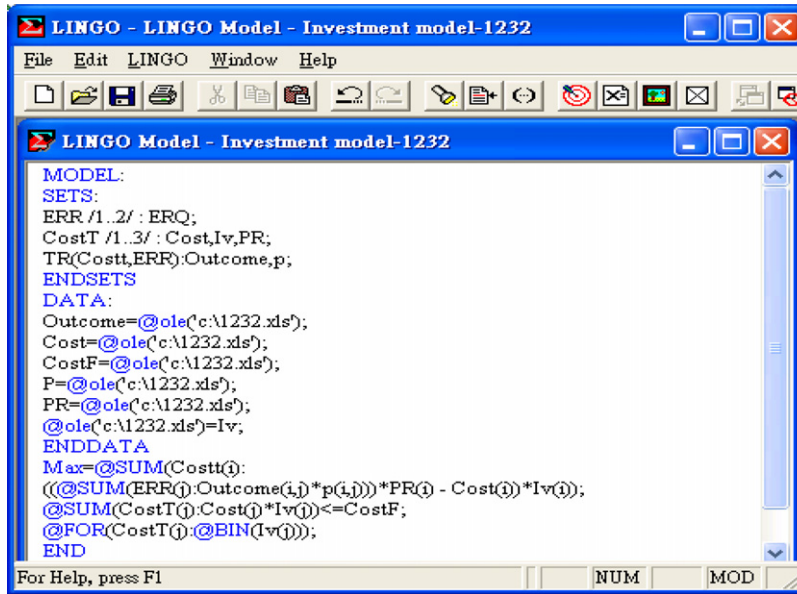 LINGO - LINGO Model - Investment model-1232
File Edit LINGO Window Help
LINGO Model - Investment model-1232
MODEL:
SETS:
ERR /1..2/ : ERQ;
CostT /1..3/ : Cost,Iv,PR;
TR(Costt,ERR):Outcome,p;
ENDSETS
DATA:
Outcome=@ole('c:\1232.xls');
Cost=@ole('c:\1232.xls');
CostF=@ole('c:\1232.xls');
P=@ole('c:\1232.xls');
PR=@ole('c:\1232.xls');
@ole('c:\1232.xls')=Iv;
ENDDATA
Max=@SUM(Costt(i):
((@SUM(ERR(j):Outcome(i,j)*p(i,j)))*PR(i) - Cost(i))*Iv(i));
@SUM(CostT(j):Cost(j)*Iv(j))<=CostF;
@FOR(CostT(j):@BIN(Iv(j)));
END
For Help, press F1 NUM MOD